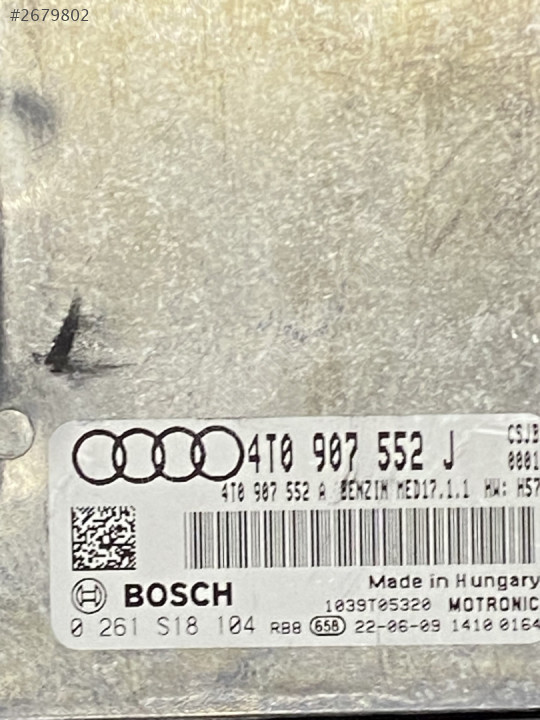 #2679802
4T0 907 552 J
CSJB
0001
4T0 907 552 A BENZIN MED17.1.1 HW: H57
Made in Hungary
BOSCH
1039T05320 MOTRONIC
0 261 S18 104 RBB 658 22-06-09 1410 0164